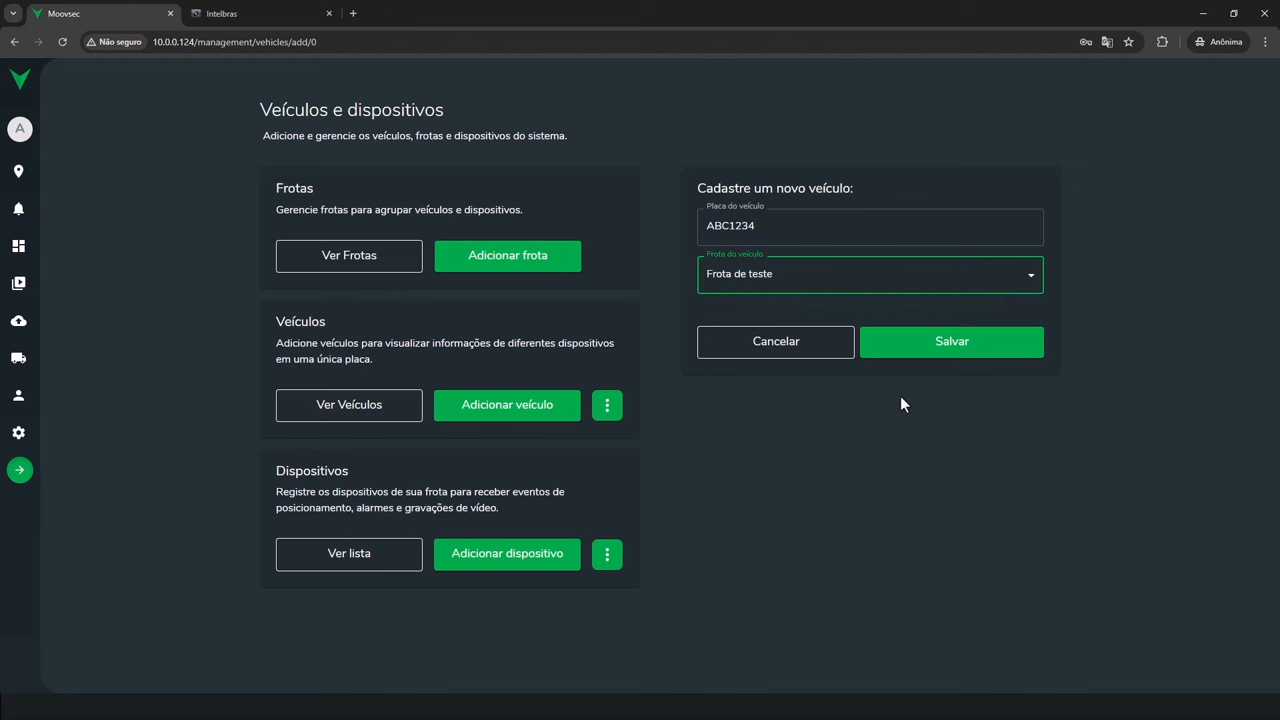 Moovsec
Intelbras
Não seguro
10.0.0.124/management/vehicles/add/0
Anônima
A
Veículos e dispositivos
Adicione e gerencie os veículos, frotas e dispositivos do sistema.
Frotas
Gerencie frotas para agrupar veículos e dispositivos.
Ver Frotas
Adicionar frota
Veículos
Adicione veículos para visualizar informações de diferentes dispositivos
em uma única placa.
Ver Veículos
Adicionar veículo
Dispositivos
Registre os dispositivos de sua frota para receber eventos de
posicionamento, alarmes e gravações de vídeo.
Ver lista
Adicionar dispositivo
Cadastre um novo veículo:
Placa do veículo
ABC1234
Frota do veículo
Frota de teste
Cancelar
Salvar